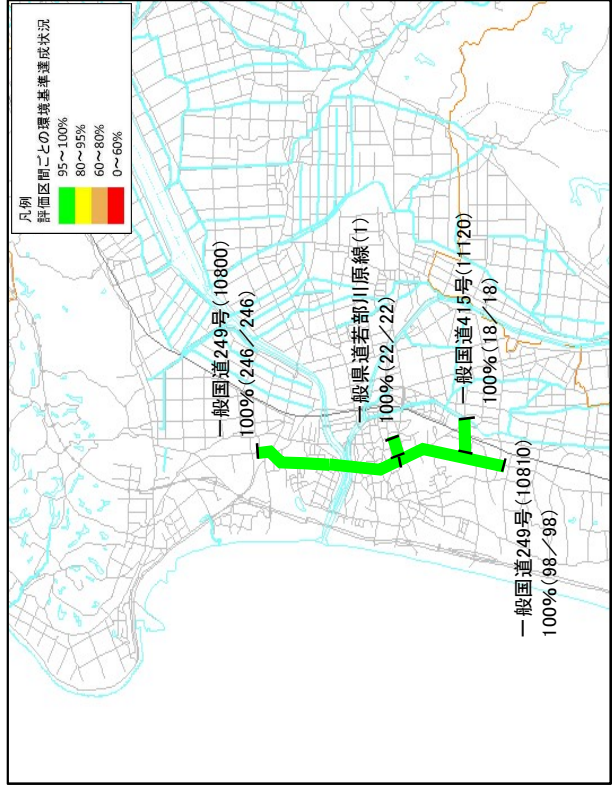 凡例
評価区間ごとの環境基準達成状況
95～100%
80～95%
60～80%
0～60%
一般国道249号(10800)
100%(246／246)
一般県道若部川原線(1)
100%(22／22)
一般国道415号(11120)
100%(18／18)
一般国道249号(10810)
100%(98／98)